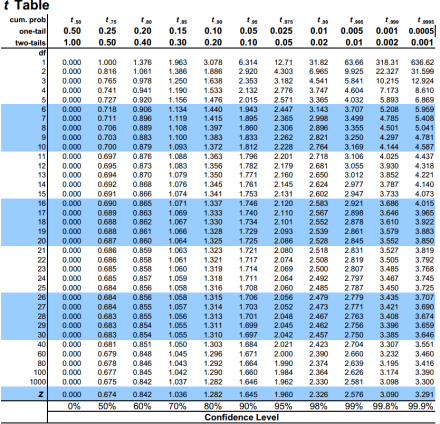 t Table
cum. prob t .50 t .75 t .80 t .85 t .90 t .95 t .975 t .99 t .995 t .999 t .9995
one-tail 0.50 0.25 0.20 0.15 0.10 0.05 0.025 0.01 0.005 0.001 0.0005
two-tails 1.00 0.50 0.40 0.30 0.20 0.10 0.05 0.02 0.01 0.002 0.001
df
1 0.000 1.000 1.376 1.963 3.078 6.314 12.71 31.82 63.66 318.31 636.62
2 0.000 0.816 1.061 1.386 1.886 2.920 4.303 6.965 9.925 22.327 31.599
3 0.000 0.765 0.978 1.250 1.638 2.353 3.182 4.541 5.841 10.215 12.924
4 0.000 0.741 0.941 1.190 1.533 2.132 2.776 3.747 4.604 7.173 8.610
5 0.000 0.727 0.920 1.156 1.476 2.015 2.571 3.365 4.032 5.893 6.869
6 0.000 0.718 0.906 1.134 1.440 1.943 2.447 3.143 3.707 5.208 5.959
7 0.000 0.711 0.896 1.119 1.415 1.895 2.365 2.998 3.499 4.785 5.408
8 0.000 0.706 0.889 1.108 1.397 1.860 2.306 2.896 3.355 4.501 5.041
9 0.000 0.703 0.883 1.100 1.383 1.833 2.262 2.821 3.250 4.297 4.781
10 0.000 0.700 0.879 1.093 1.372 1.812 2.228 2.764 3.169 4.144 4.587
11 0.000 0.697 0.876 1.088 1.363 1.796 2.201 2.718 3.106 4.025 4.437
12 0.000 0.695 0.873 1.083 1.356 1.782 2.179 2.681 3.055 3.930 4.318
13 0.000 0.694 0.870 1.079 1.350 1.771 2.160 2.650 3.012 3.852 4.221
14 0.000 0.692 0.868 1.076 1.345 1.761 2.145 2.624 2.977 3.787 4.140
15 0.000 0.691 0.866 1.074 1.341 1.753 2.131 2.602 2.947 3.733 4.073
16 0.000 0.690 0.865 1.071 1.337 1.746 2.120 2.583 2.921 3.686 4.015
17 0.000 0.689 0.863 1.069 1.333 1.740 2.110 2.567 2.898 3.646 3.965
18 0.000 0.688 0.862 1.067 1.330 1.734 2.101 2.552 2.878 3.610 3.922
19 0.000 0.688 0.861 1.066 1.328 1.729 2.093 2.539 2.861 3.579 3.883
20 0.000 0.687 0.860 1.064 1.325 1.725 2.086 2.528 2.845 3.552 3.850
21 0.000 0.686 0.859 1.063 1.323 1.721 2.080 2.518 2.831 3.527 3.819
22 0.000 0.686 0.858 1.061 1.321 1.717 2.074 2.508 2.819 3.505 3.792
23 0.000 0.685 0.858 1.060 1.319 1.714 2.069 2.500 2.807 3.485 3.768
24 0.000 0.685 0.857 1.059 1.318 1.711 2.064 2.492 2.797 3.467 3.745
25 0.000 0.684 0.856 1.058 1.316 1.708 2.060 2.485 2.787 3.450 3.725
26 0.000 0.684 0.856 1.058 1.315 1.706 2.056 2.479 2.779 3.435 3.707
27 0.000 0.684 0.855 1.057 1.314 1.703 2.052 2.473 2.771 3.421 3.690
28 0.000 0.683 0.855 1.056 1.313 1.701 2.048 2.467 2.763 3.408 3.674
29 0.000 0.683 0.854 1.055 1.311 1.699 2.045 2.462 2.756 3.396 3.659
30 0.000 0.683 0.854 1.055 1.310 1.697 2.042 2.457 2.750 3.385 3.646
40 0.000 0.681 0.851 1.050 1.303 1.684 2.021 2.423 2.704 3.307 3.551
60 0.000 0.679 0.848 1.045 1.296 1.671 2.000 2.390 2.660 3.232 3.460
80 0.000 0.678 0.846 1.043 1.292 1.664 1.990 2.374 2.639 3.195 3.416
100 0.000 0.677 0.845 1.042 1.290 1.660 1.984 2.364 2.626 3.174 3.390
1000 0.000 0.675 0.842 1.037 1.282 1.646 1.962 2.330 2.581 3.098 3.300
Z 0.000 0.674 0.842 1.036 1.282 1.645 1.960 2.326 2.576 3.090 3.291
0% 50% 60% 70% 80% 90% 95% 98% 99% 99.8% 99.9%
Confidence Level